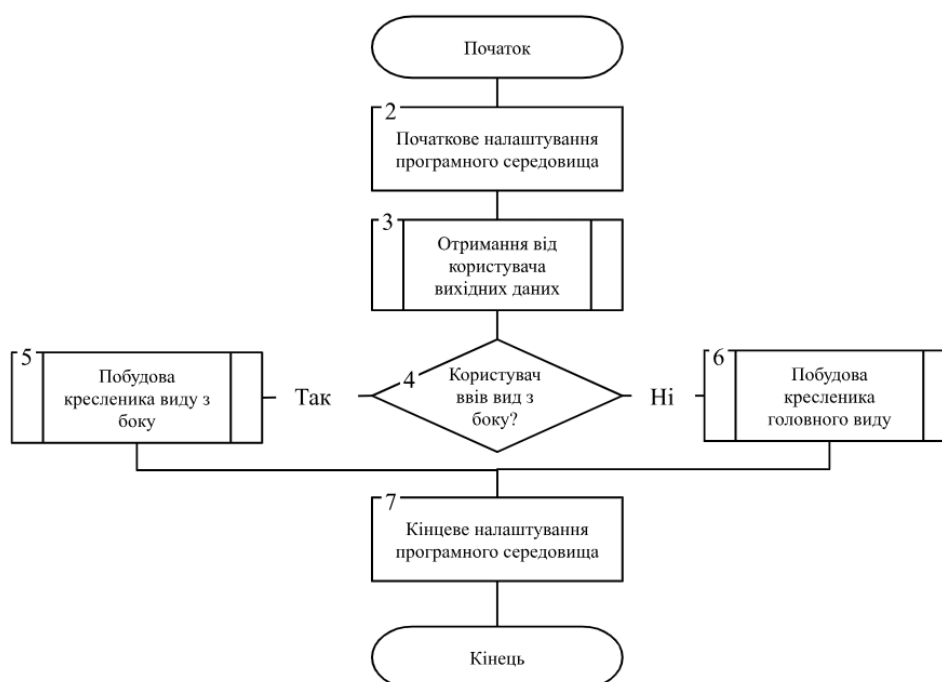 Початок
2
Початкове налаштування
програмного середовища
3
Отримання від
користувача
вихідних даних
4
Користувач
ввів вид з
боку?
Так
Ні
5
Побудова
кресленика виду з
боку
6
Побудова
кресленика
головного виду
7
Кінцеве налаштування
програмного середовища
Кінець